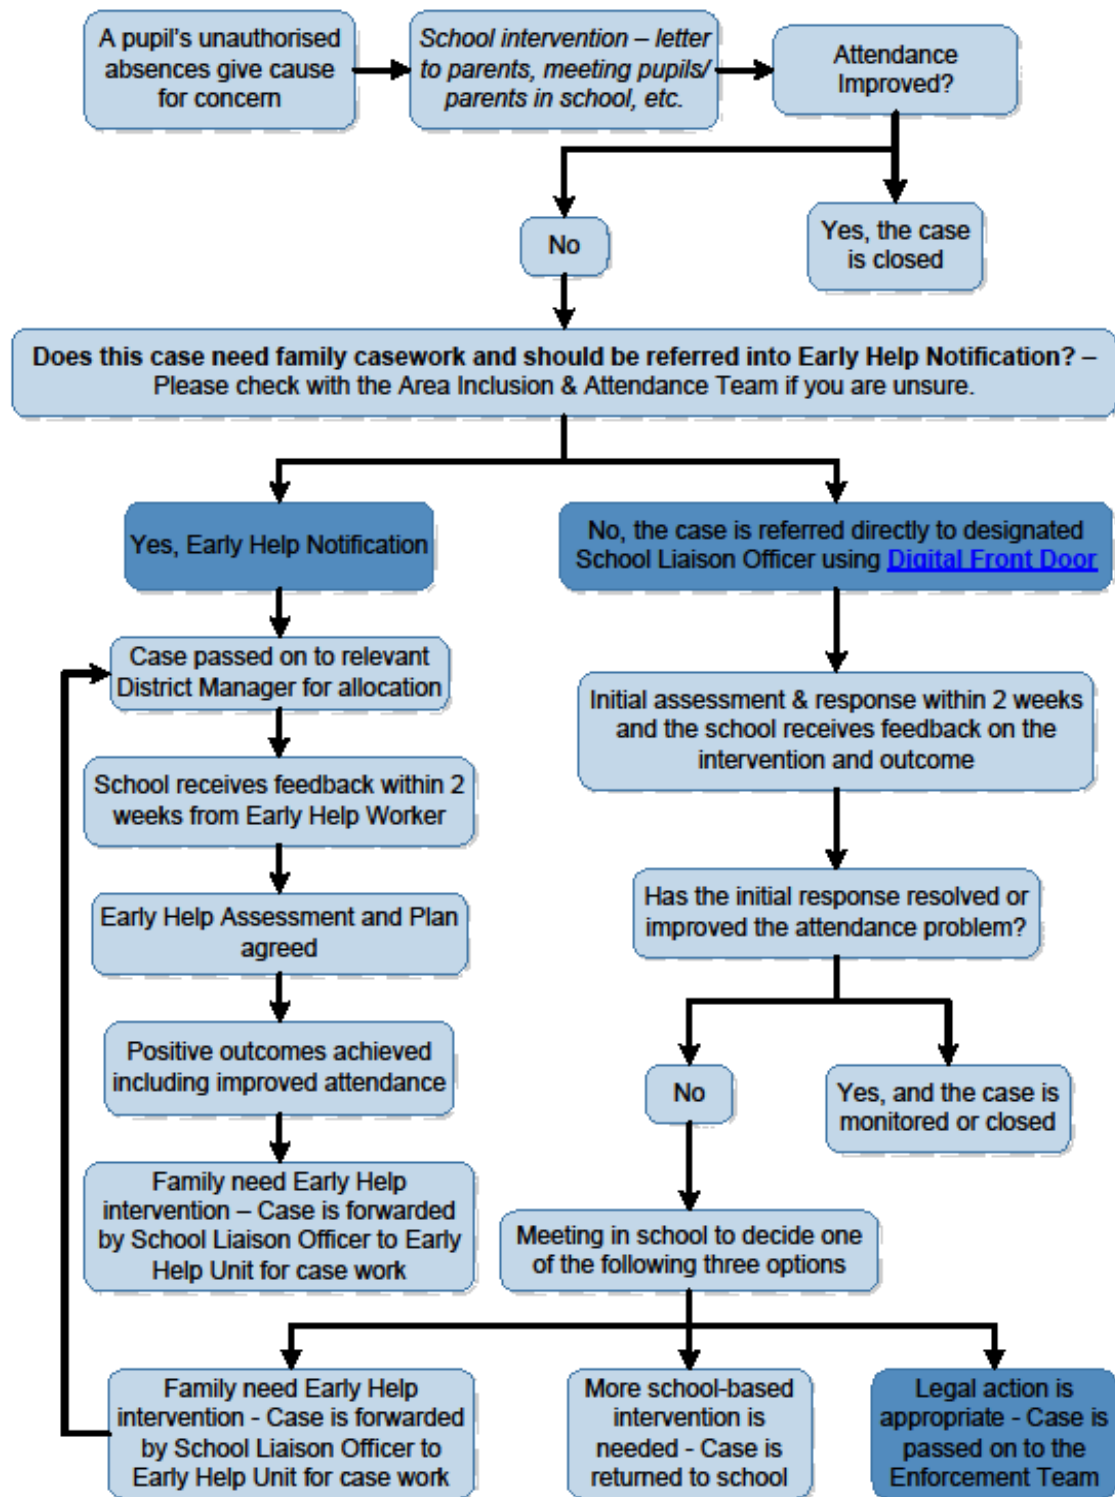 A pupil's unauthorised
absences give cause
for concern
School intervention – letter
to parents, meeting pupils/
parents in school, etc.
Attendance
Improved?
No
Yes, the case
is closed
Does this case need family casework and should be referred into Early Help Notification? –
Please check with the Area Inclusion & Attendance Team if you are unsure.
Yes, Early Help Notification
No, the case is referred directly to designated
School Liaison Officer using Digital Front Door
Case passed on to relevant
District Manager for allocation
School receives feedback within 2
weeks from Early Help Worker
Early Help Assessment and Plan
agreed
Positive outcomes achieved
including improved attendance
Family need Early Help
intervention – Case is forwarded
by School Liaison Officer to Early
Help Unit for case work
Initial assessment & response within 2 weeks
and the school receives feedback on the
intervention and outcome
Has the initial response resolved or
improved the attendance problem?
No
Yes, and the case is
monitored or closed
Meeting in school to decide one
of the following three options
Family need Early Help
intervention - Case is forwarded
by School Liaison Officer to
Early Help Unit for case work
More school-based
intervention is
needed - Case is
returned to school
Legal action is
appropriate - Case is
passed on to the
Enforcement Team